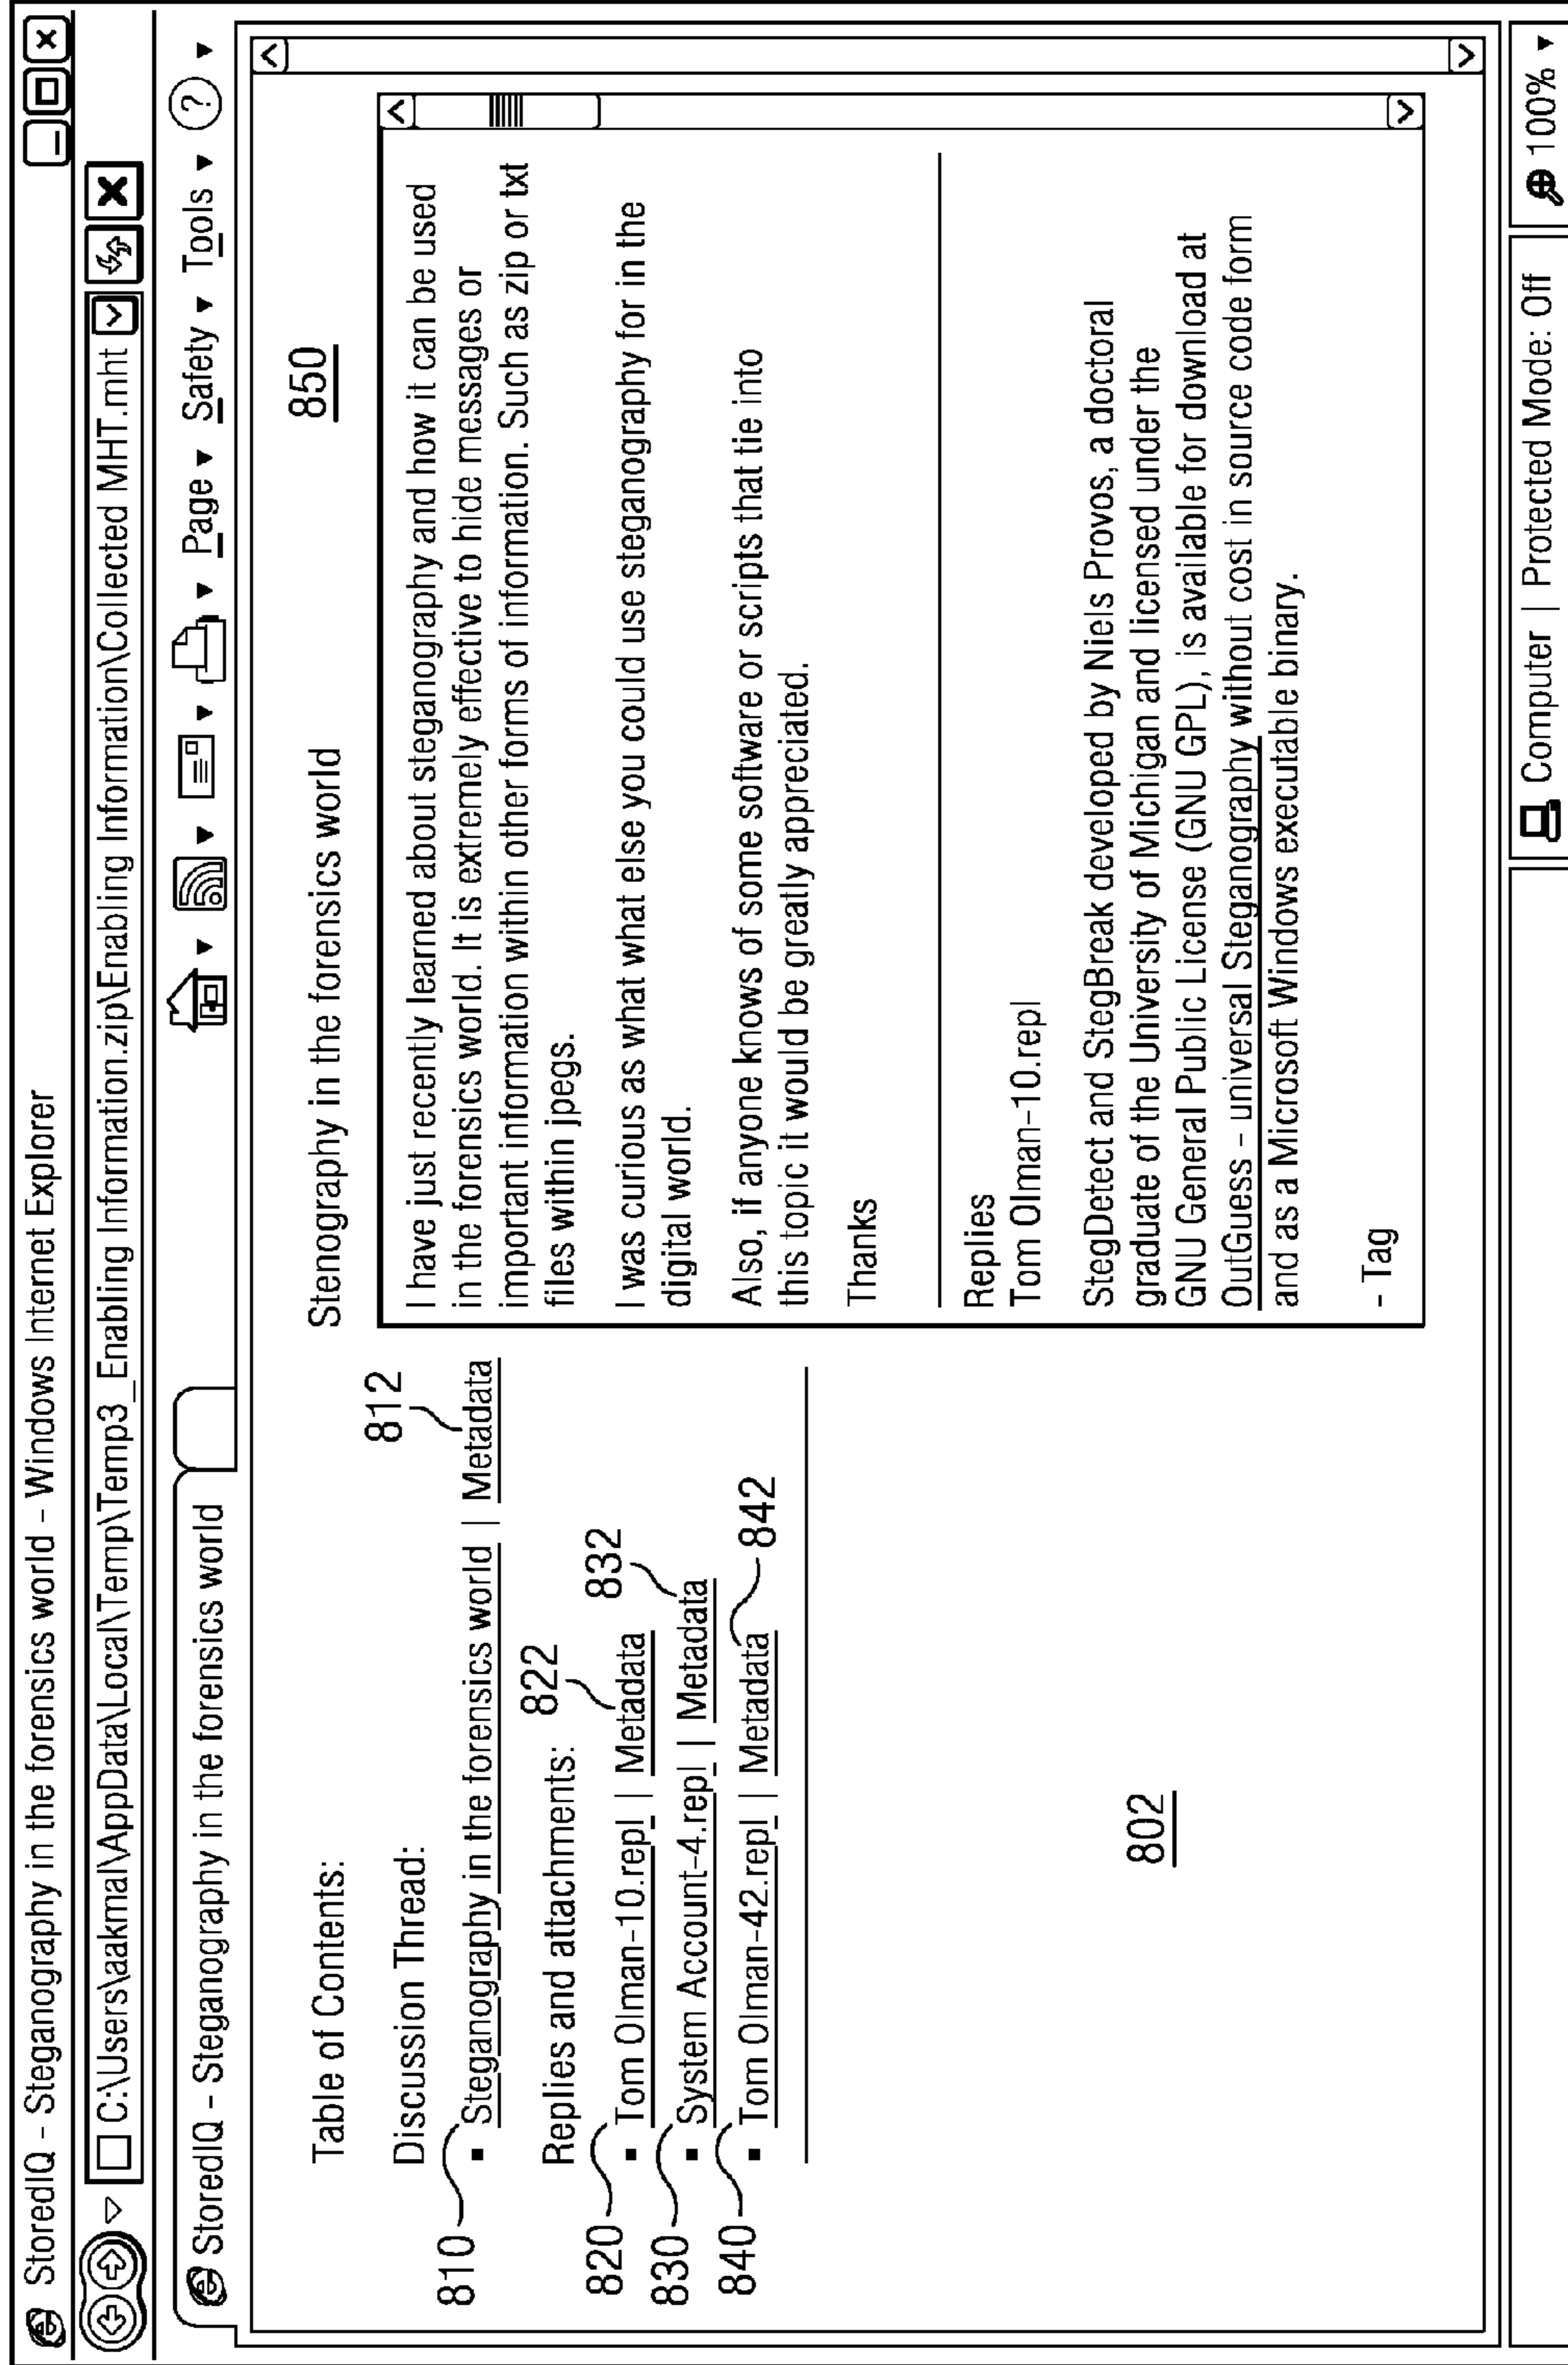 StoredIQ - Steganography in the forensics world - Windows Internet Explorer
C:\Users\aakmal\AppData\Local\Temp\Temp3_Enabling Information.zip\Enabling Information\Collected MHT.mht
StoredIQ - Steganography in the forensics world
Page Safety Tools ?
Table of Contents:
Discussion Thread:
810
Steganography in the forensics world | Metadata
812
Replies and attachments:
822
820
Tom Olman-10.repl | Metadata
832
830
System Account-4.repl | Metadata
840
Tom Olman-42.repl | Metadata
842
802
Stenography in the forensics world
850
I have just recently learned about steganography and how it can be used
in the forensics world. It is extremely effective to hide messages or
important information within other forms of information. Such as zip or txt
files within jpegs.
I was curious as what what else you could use steganography for in the
digital world.
Also, if anyone knows of some software or scripts that tie into
this topic it would be greatly appreciated.
Thanks
Replies
Tom Olman-10.repl
StegDetect and StegBreak developed by Niels Provos, a doctoral
graduate of the University of Michigan and licensed under the
GNU General Public License (GNU GPL), is available for download at
OutGuess - universal Steganography without cost in source code form
and as a Microsoft Windows executable binary.
- Tag
Computer | Protected Mode: Off
100%